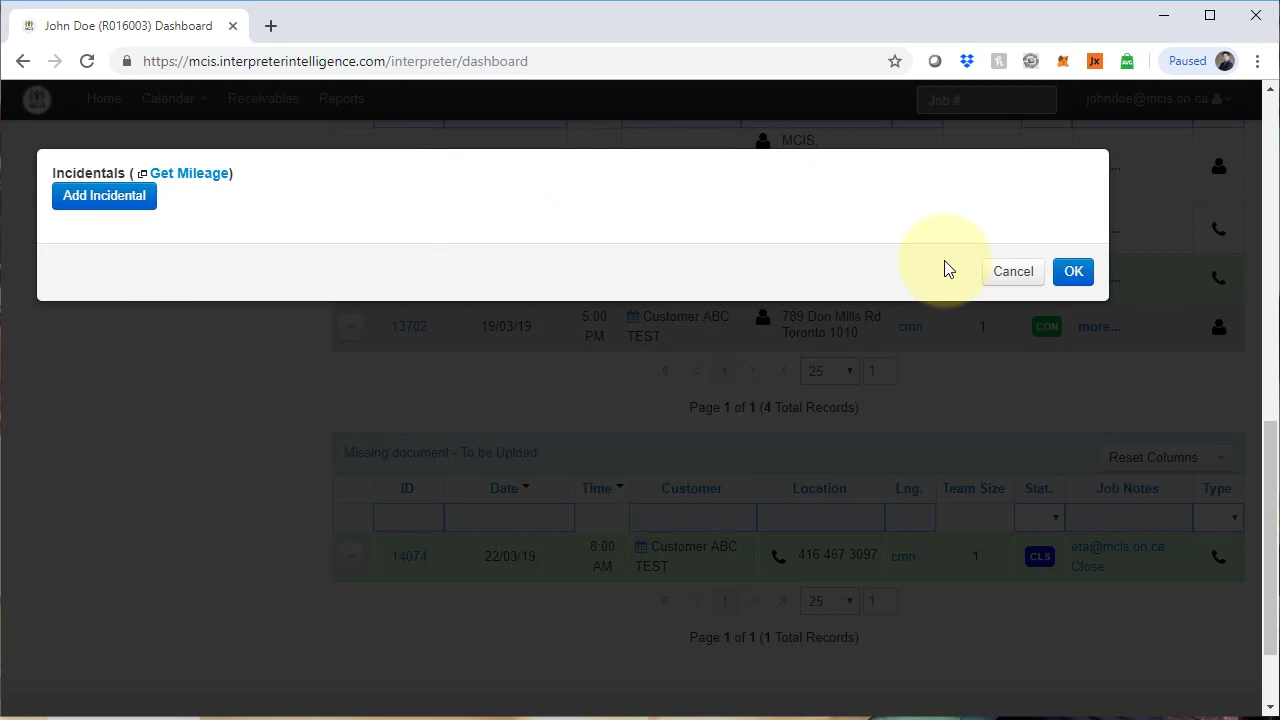 John Doe (R016003) Dashboard
https://mcis.interpreterintelligence.com/interpreter/dashboard
Paused
Home Calendar Receivables Reports
Job #
johndoe@mcis.on.ca
MCIS,
Incidentals ( Get Mileage)
Add Incidental
Cancel OK
13702 19/03/19 5:00 PM Customer ABC TEST 789 Don Mills Rd Toronto 1010 cmn 1 CON more...
1 25 1
Page 1 of 1 (4 Total Records)
Missing document - To be Upload
Reset Columns
ID Date Time Customer Location Lng. Team Size Stat. Job Notes Type
14074 22/03/19 8:00 AM Customer ABC TEST 416 467 3097 cmn 1 CLS eta@mcis.on.ca - Close..
1 25 1
Page 1 of 1 (1 Total Records)